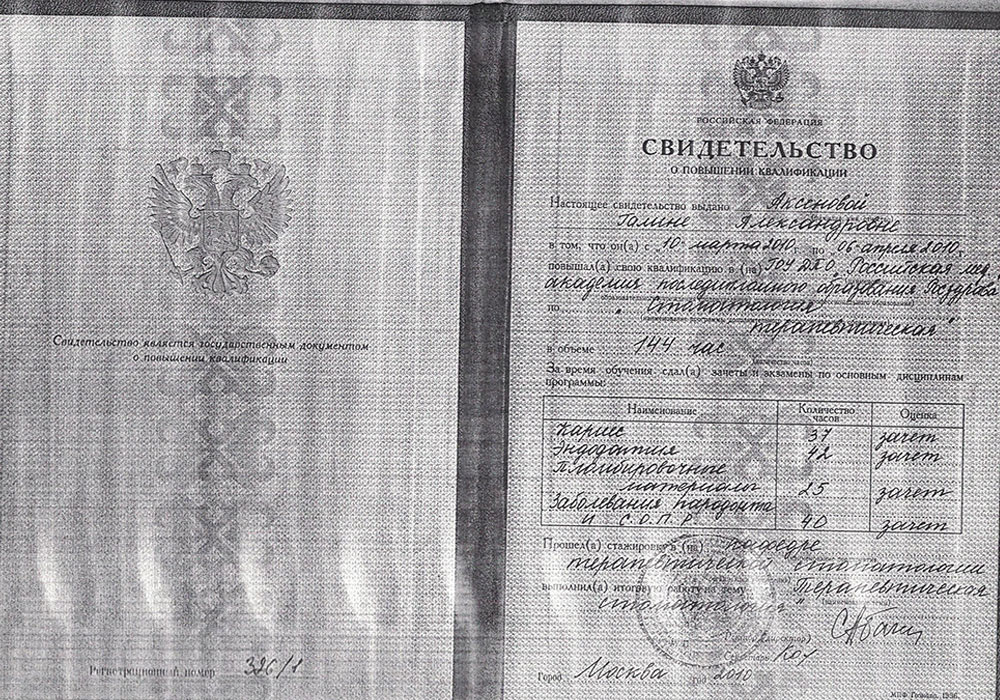 Свидетельство является государственным документом
о повышении квалификации
Регистрационный номер 326/1
РОССИЙСКАЯ ФЕДЕРАЦИЯ
СВИДЕТЕЛЬСТВО
О ПОВЫШЕНИИ КВАЛИФИКАЦИИ
Настоящее свидетельство выдано Аксеновой
Галине Александровне
в том, что он(а) с 10 марта 2010 по 06 апреля 2010 г.
повышал(а) свою квалификацию в (на) ГОУ ДПО "Российская мед.
академия последипломного образования Росздрава
по "Стоматология
терапевтическая"
в объеме 144 час.
За время обучения сдал(а) зачеты и экзамены по основным дисциплинам
программы:
Наименование Количество часов Оценка
Кариес 37 зачет
Эндодонтия 42 зачет
Пломбировочные
материалы 25 зачет
Заболевания пародонта
и С.О.П.Р. 40 зачет
Прошел(а) стажировку в (на) кафедре
терапевтической стоматологии
выполнил(а) итоговую работу на тему "Терапевтическая
стоматология"
Город Москва год 2010